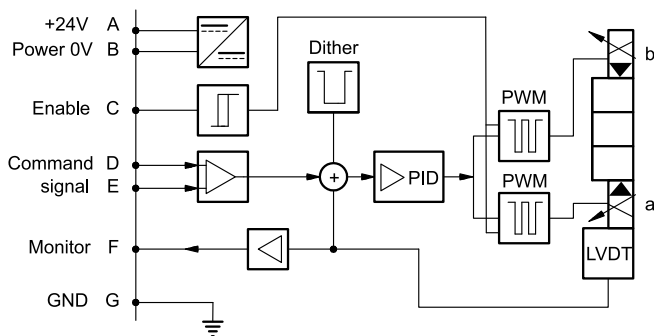 +24V A
Power 0V B
Dither
b
PWM
Enable C
Command D
signal E
+
PID
PWM
a
Monitor F
LVDT
GND G